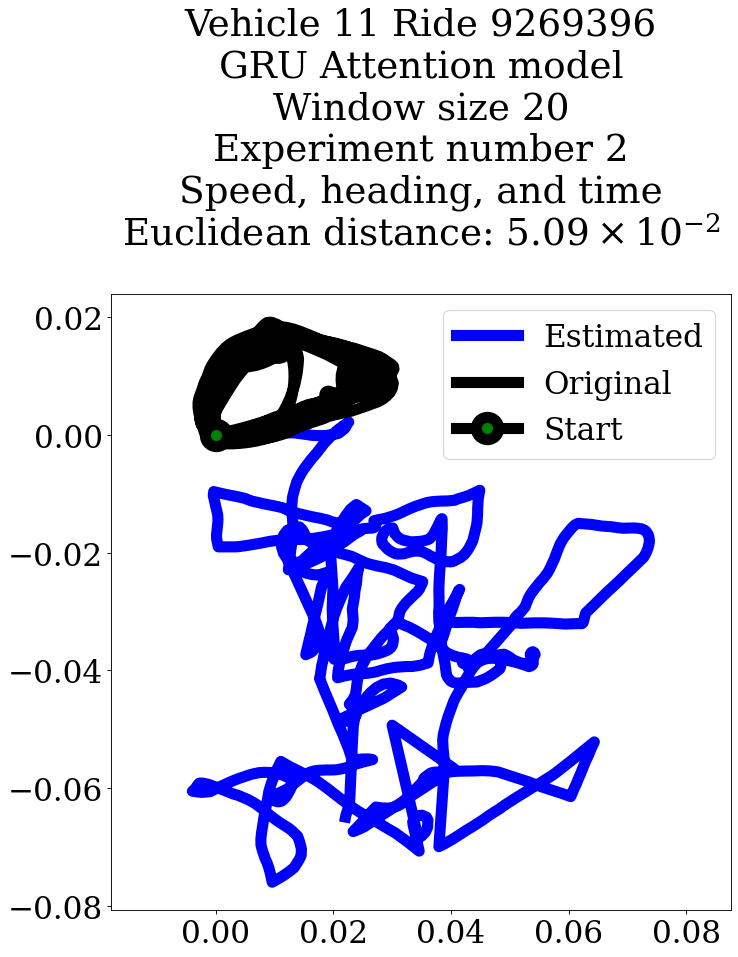 Vehicle 11 Ride 9269396
GRU Attention model
Window size 20
Experiment number 2
Speed, heading, and time
Euclidean distance: 5.09 × 10⁻²
Estimated
Original
Start
0.02
0.00
−0.02
−0.04
−0.06
−0.08
0.00 0.02 0.04 0.06 0.08